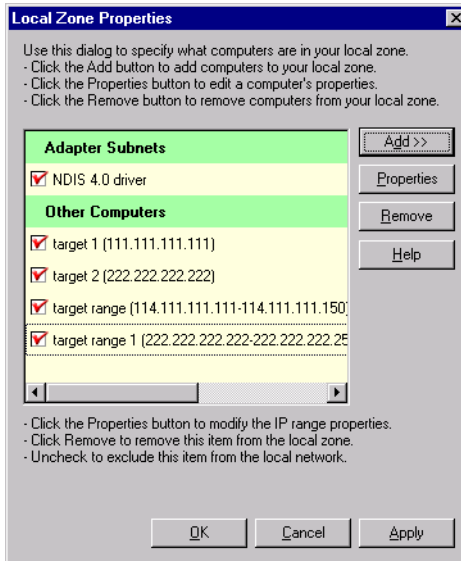 Local Zone Properties
Use this dialog to specify what computers are in your local zone.
- Click the Add button to add computers to your local zone.
- Click the Properties button to edit a computer's properties.
- Click the Remove button to remove computers from your local zone.
Adapter Subnets
NDIS 4.0 driver
Other Computers
target 1 (111.111.111.111)
target 2 (222.222.222.222)
target range (114.111.111.111-114.111.111.150)
target range 1 (222.222.222.222-222.222.222.25
Add >>
Properties
Remove
Help
- Click the Properties button to modify the IP range properties.
- Click Remove to remove this item from the local zone.
- Uncheck to exclude this item from the local network.
OK
Cancel
Apply